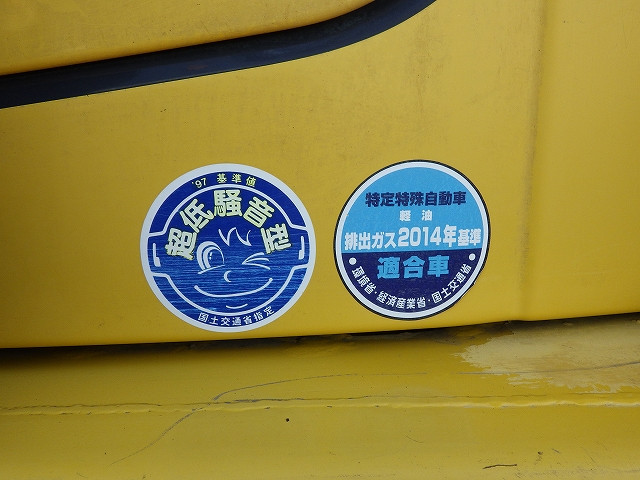 '97 基準値
超低騒音型
国土交通省指定
特定特殊自動車
軽油
排出ガス2014年基準
適合車
・環境省・経済産業省・国土交通省・